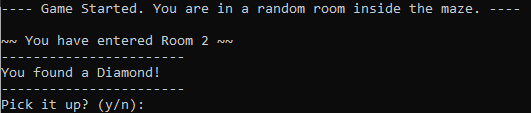 ---- Game Started. You are in a random room inside the maze. ----
~~ You have entered Room 2 ~~
-----------------------
You found a Diamond!
-----------------------
Pick it up? (y/n):